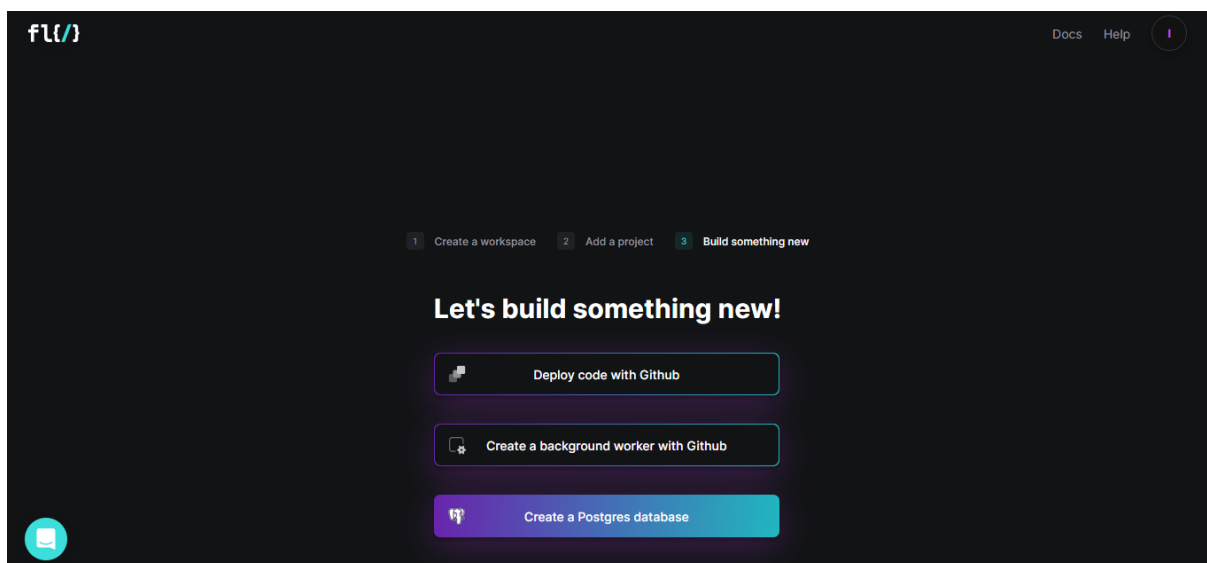 fl{/}
Docs Help I
1 Create a workspace 2 Add a project 3 Build something new
Let's build something new!
Deploy code with Github
Create a background worker with Github
Create a Postgres database